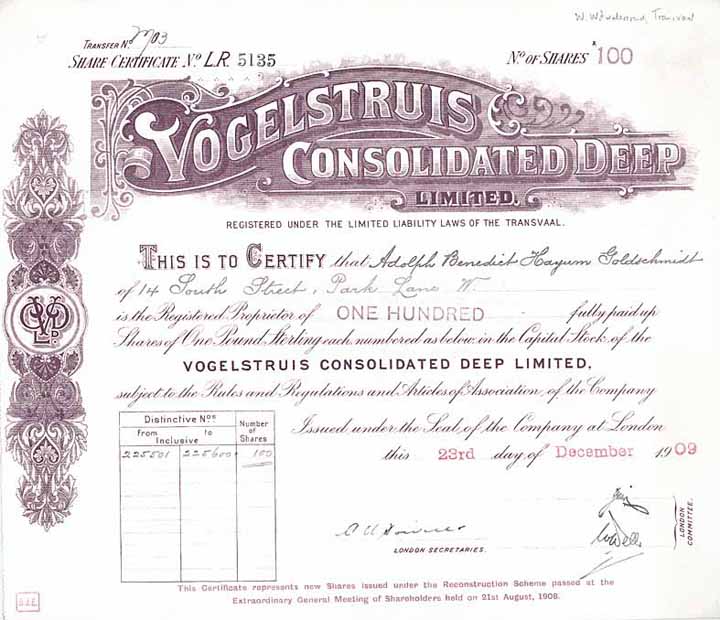 W. Witwatersrand, Transvaal
TRANSFER Nº 2703
SHARE CERTIFICATE Nº L.R. 5135
Nº OF SHARES 100
VOGELSTRUIS
CONSOLIDATED DEEP
LIMITED.
REGISTERED UNDER THE LIMITED LIABILITY LAWS OF THE TRANSVAAL.
THIS IS TO CERTIFY that Adolph Benedict Hayum Goldschmidt
of 14 South Street, Park Lane W.
is the Registered Proprietor of ONE HUNDRED fully paid up
Shares of One Pound Sterling each, numbered as below, in the Capital Stock of the
VOGELSTRUIS CONSOLIDATED DEEP LIMITED,
subject to the Rules and Regulations and Articles of Association, of the Company
Distinctive Nos
From to
Inclusive
Number of Shares
225501 225600 100
Issued under the Seal of the Company at London
this 23rd day of December 1909
LONDON SECRETARIES.
LONDON COMMITTEE.
This Certificate represents new Shares issued under the Reconstruction Scheme passed at the
Extraordinary General Meeting of Shareholders held on 21st August, 1908.